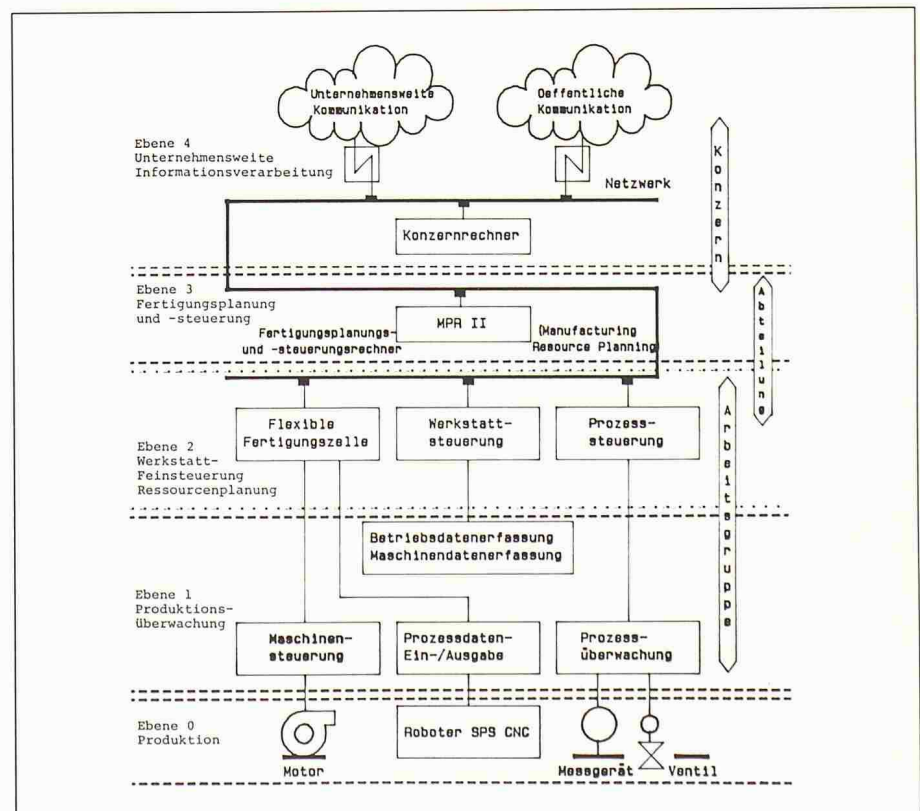 Unternehmensweite
Kommunikation
Oeffentliche
Kommunikation
Ebene 4
Unternehmensweite
Informationsverarbeitung
Netzwerk
Konzernrechner
Konzern
Ebene 3
Fertigungsplanung
und -steuerung
MPR II
Fertigungsplanungs-
und -steuerungsrechner
(Manufacturing
Resource Planning)
Abteilung
Flexible
Fertigungszelle
Werkstatt-
steuerung
Prozess-
steuerung
Ebene 2
Werkstatt-
Feinsteuerung
Ressourcenplanung
Arbeitsgruppe
Betriebsdatenerfassung
Maschinendatenerfassung
Ebene 1
Produktions-
überwachung
Maschinen-
steuerung
Prozessdaten-
Ein-/Ausgabe
Prozess-
überwachung
Ebene 0
Produktion
Roboter SPS CNC
Motor
Messgerät
Ventil